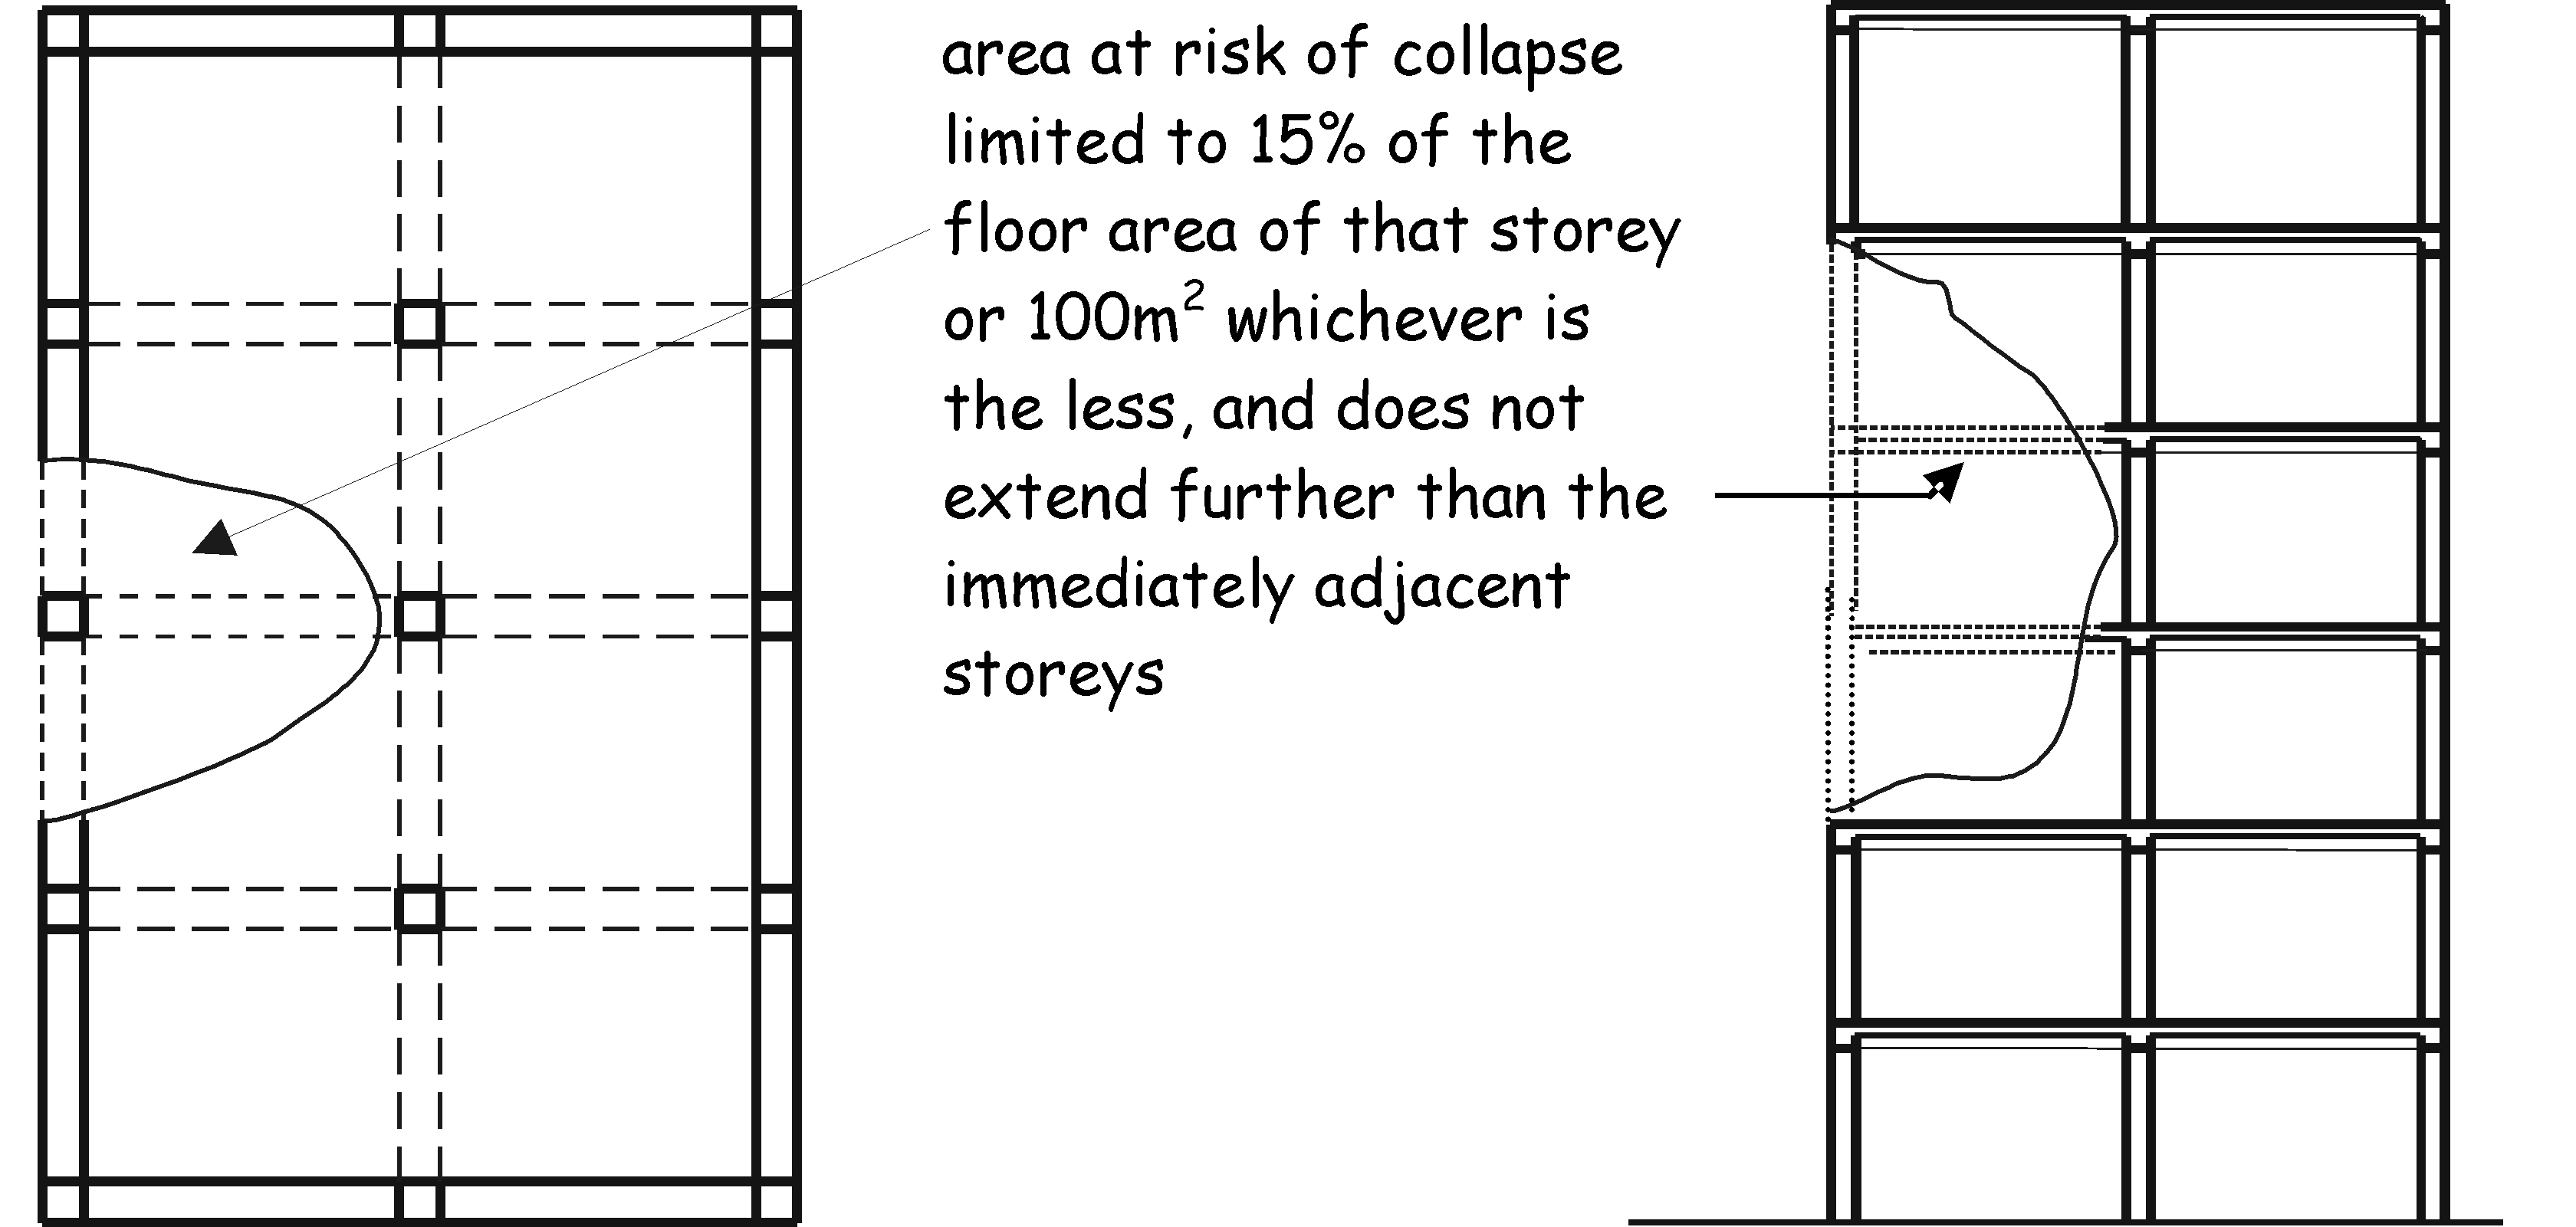 area at risk of collapse
limited to 15% of the
floor area of that storey
or 100m² whichever is
the less, and does not
extend further than the
immediately adjacent
storeys